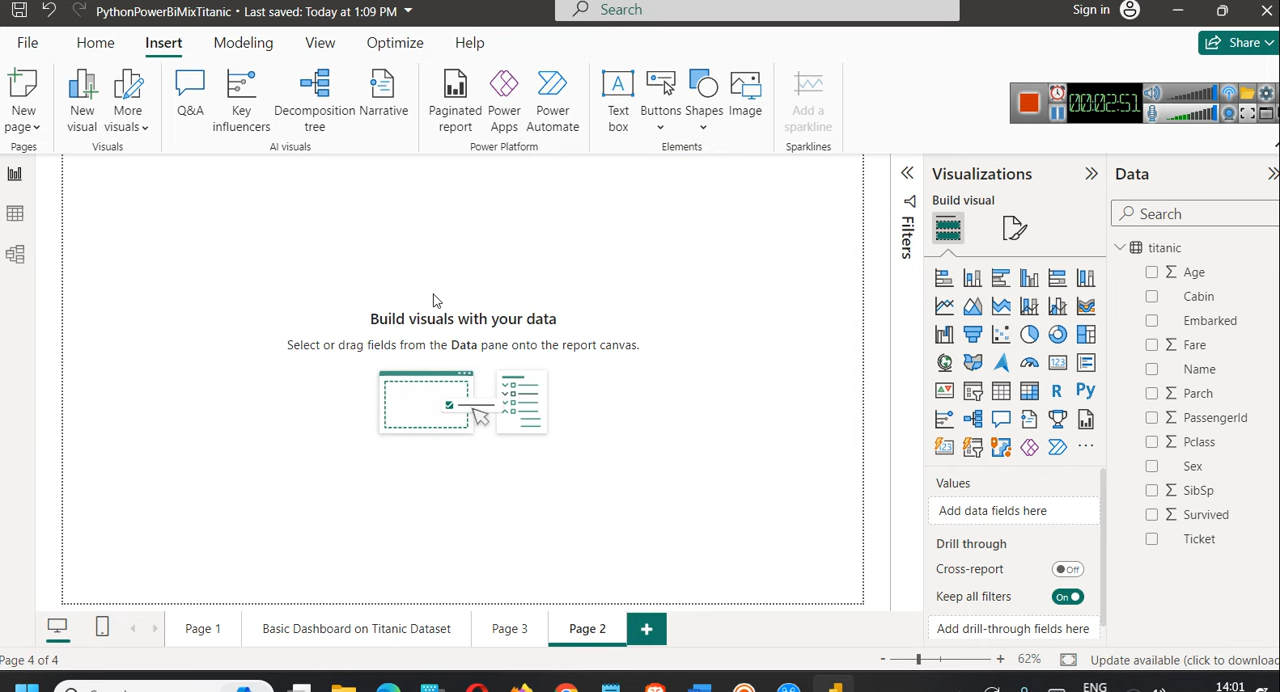 PythonPowerBiMixTitanic • Last saved: Today at 1:09 PM
Search
Sign in
File
Home
Insert
Modeling
View
Optimize
Help
Share
New page
New visual
More visuals
Q&A
Key influencers
Decomposition tree
Narrative
Paginated report
Power Apps
Power Automate
Text box
Buttons
Shapes
Image
Add a sparkline
Pages
Visuals
AI visuals
Power Platform
Elements
Sparklines
00:02:51
Build visuals with your data
Select or drag fields from the Data pane onto the report canvas.
Filters
Visualizations
Build visual
123
R
Py
123
Values
Add data fields here
Drill through
Cross-report
Off
Keep all filters
On
Add drill-through fields here
Data
Search
titanic
Age
Cabin
Embarked
Fare
Name
Parch
PassengerId
Pclass
Sex
SibSp
Survived
Ticket
Page 1
Basic Dashboard on Titanic Dataset
Page 3
Page 2
Page 4 of 4
62%
Update available (click to download
ENG
14:01